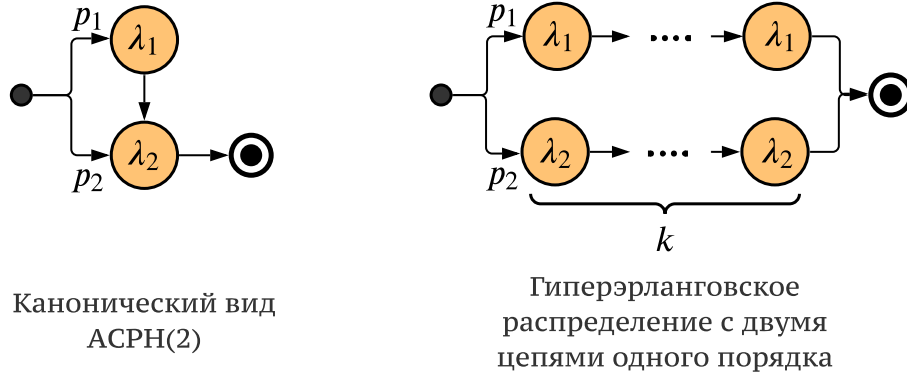 p₁
λ₁
λ₂
p₂
Канонический вид
ACPH(2)
p₁
λ₁
....
λ₁
λ₂
....
λ₂
p₂
k
Гиперэрланговское
распределение с двумя
цепями одного порядка